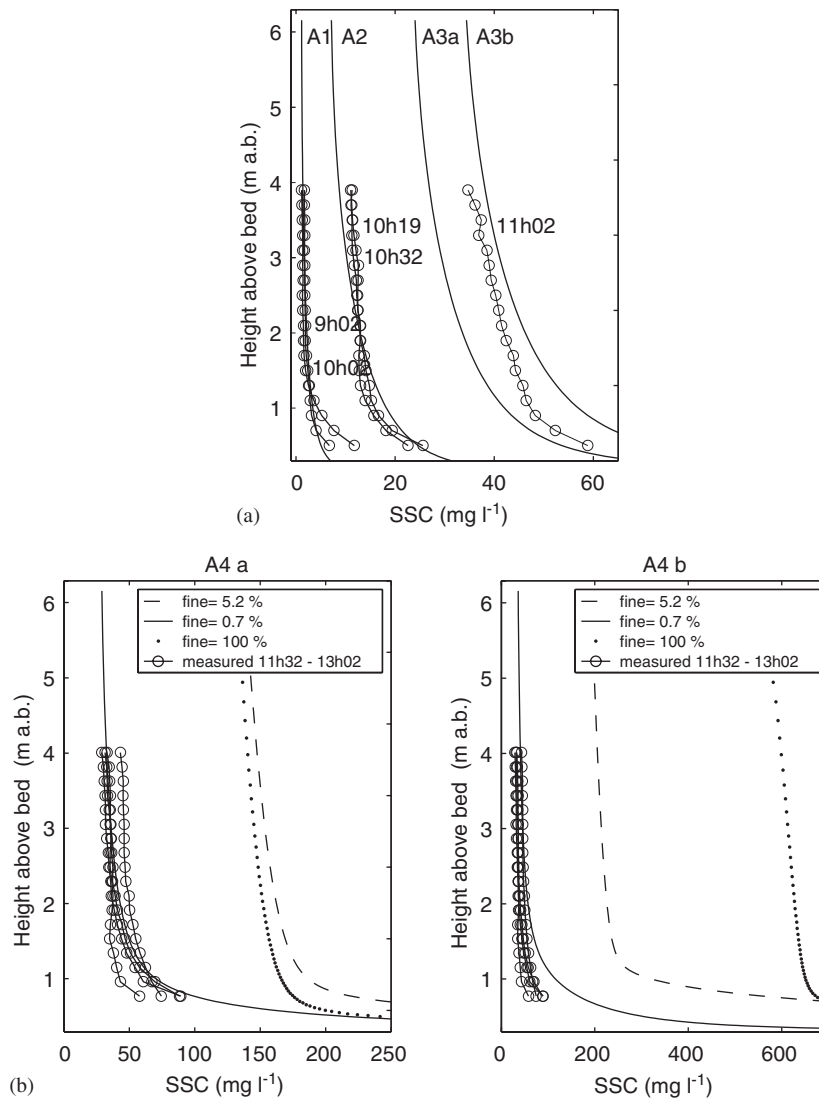 6
5
4
3
2
1
Height above bed (m a.b.)
A1
A2
A3a
A3b
10h19
10h32
11h02
9h02
10h02
0
20
40
60
(a)
SSC (mg l⁻¹)
A4 a
fine= 5.2 %
fine= 0.7 %
fine= 100 %
measured 11h32 - 13h02
6
5
4
3
2
1
Height above bed (m a.b.)
0
50
100
150
200
250
(b)
SSC (mg l⁻¹)
A4 b
fine= 5.2 %
fine= 0.7 %
fine= 100 %
measured 11h32 - 13h02
6
5
4
3
2
1
Height above bed (m a.b.)
0
200
400
600
SSC (mg l⁻¹)